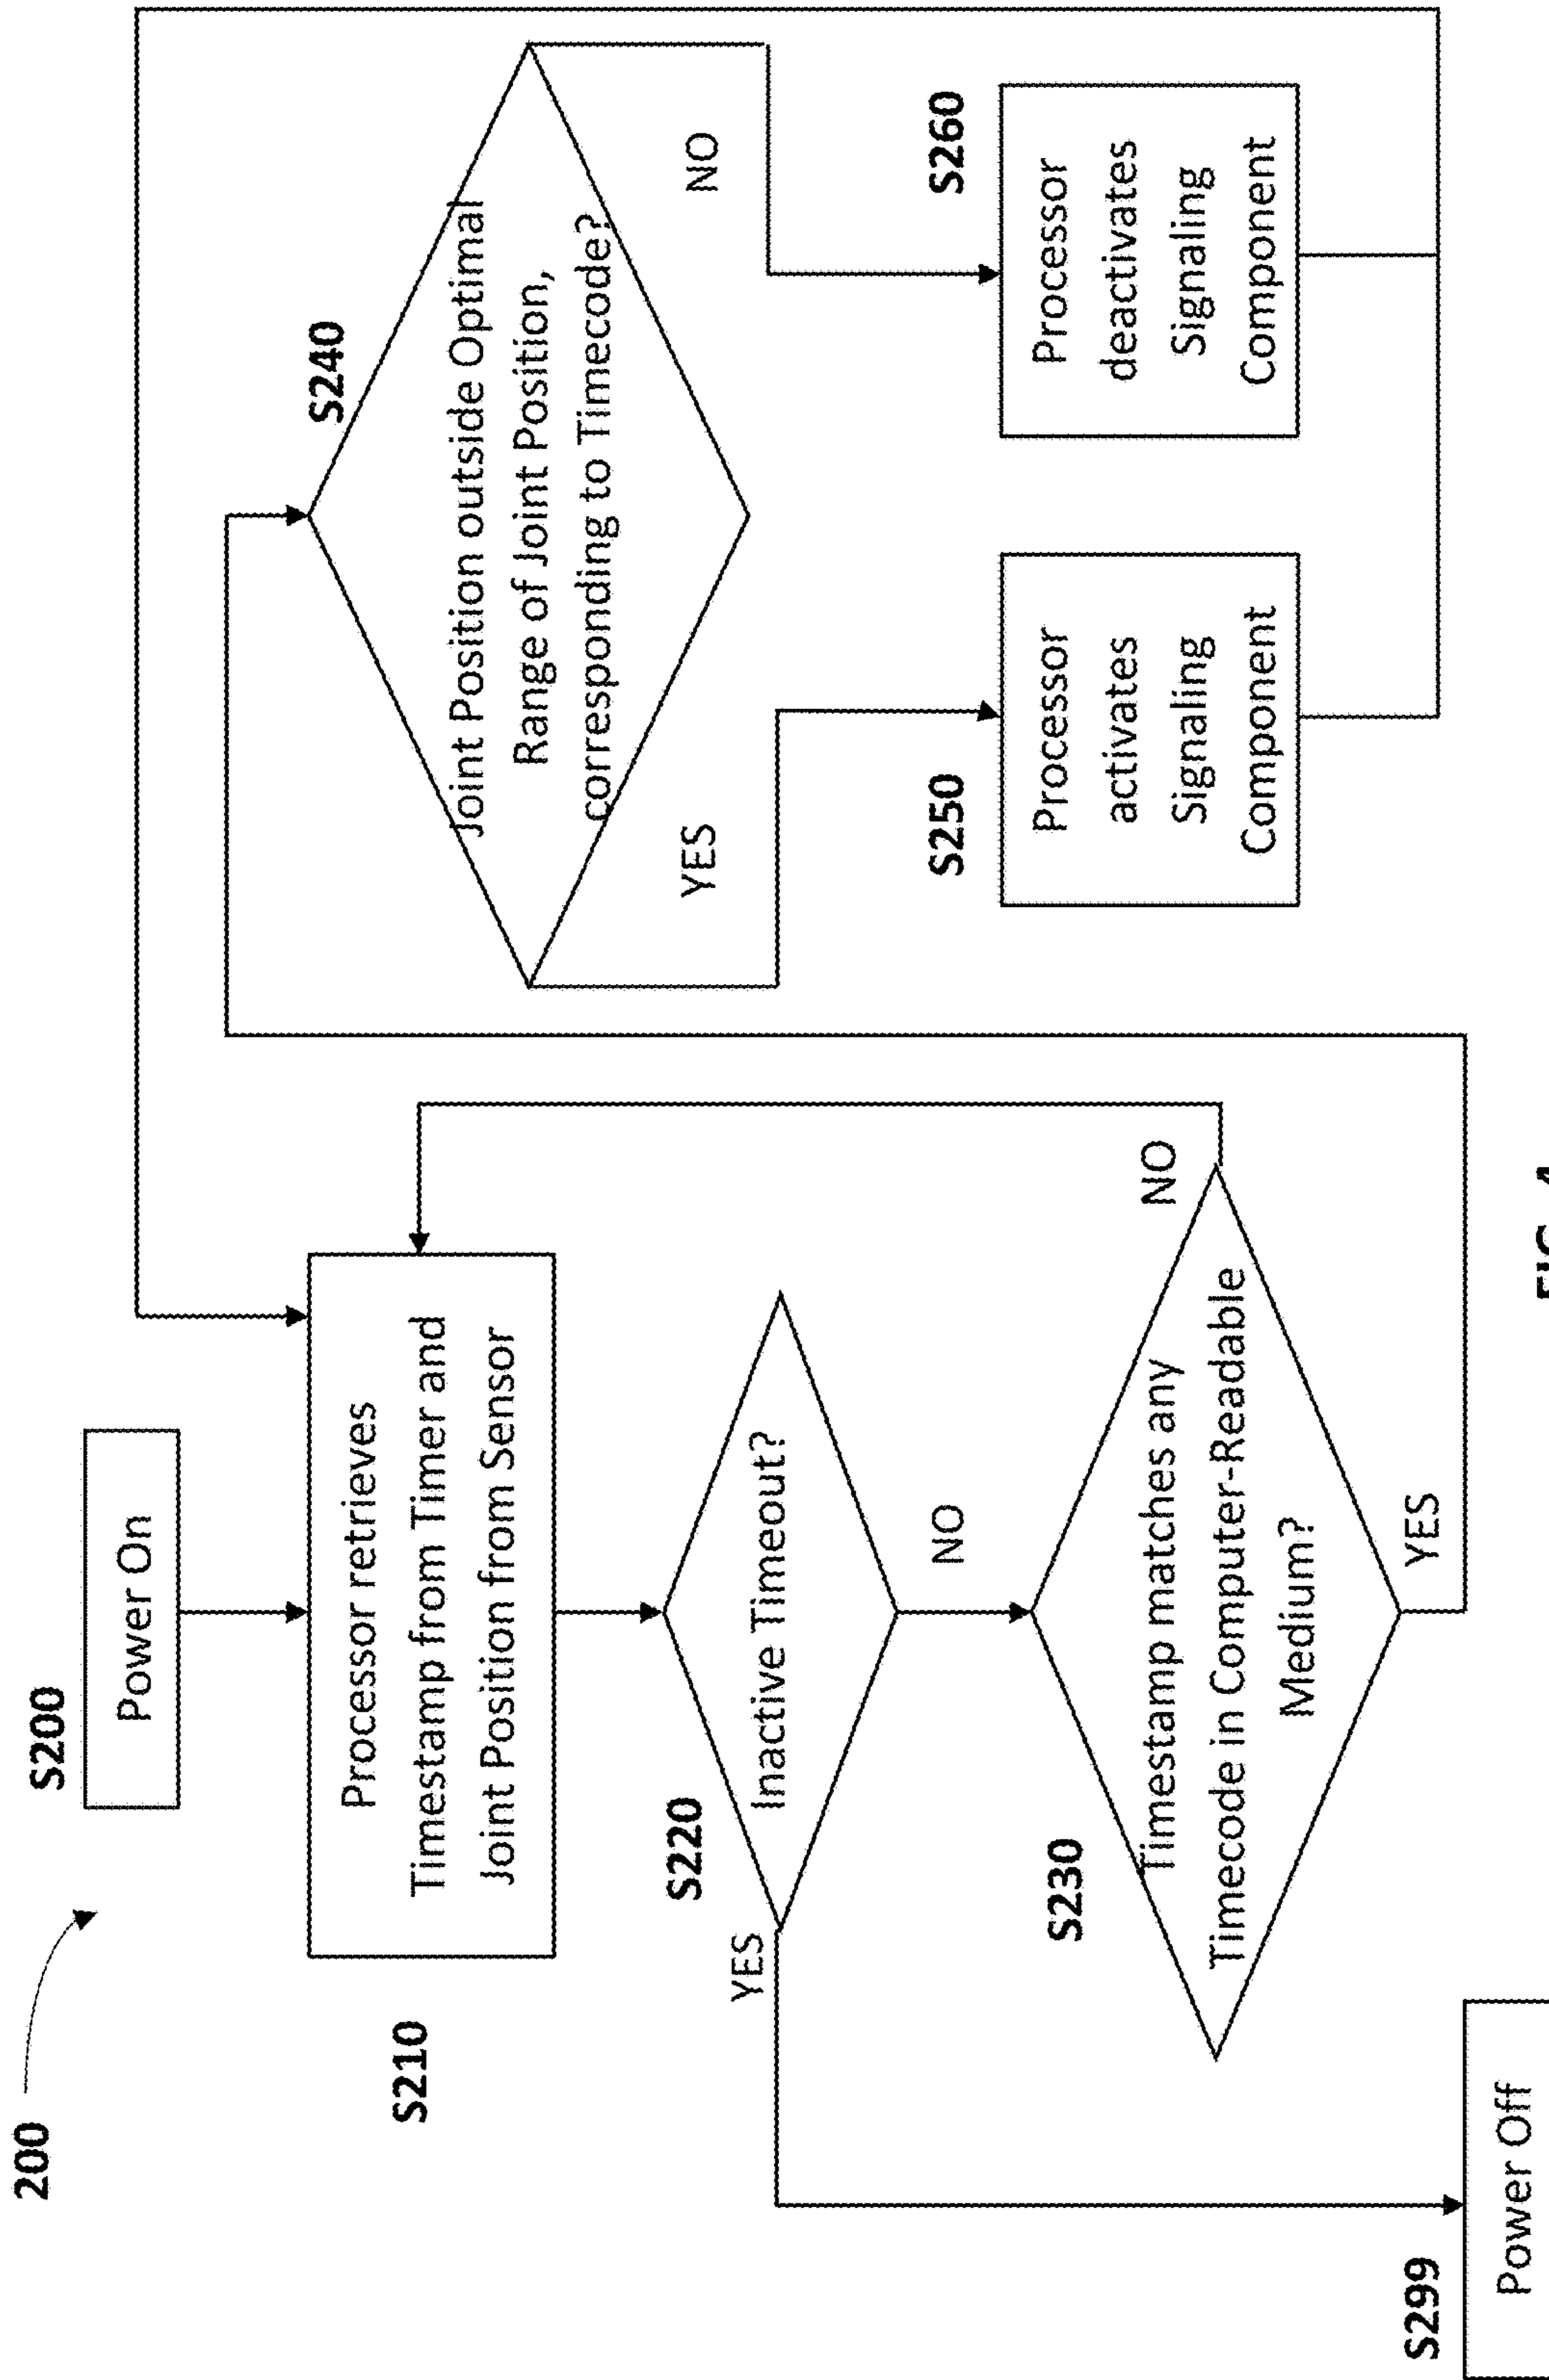 200
S200
Power On
S210
Processor retrieves
Timestamp from Timer and
Joint Position from Sensor
S220
Inactive Timeout?
YES
NO
S230
Timestamp matches any
Timecode in Computer-Readable
Medium?
NO
YES
S299
Power Off
S240
Joint Position outside Optimal
Range of Joint Position,
corresponding to Timecode?
YES
NO
S250
Processor
activates
Signaling
Component
S260
Processor
deactivates
Signaling
Component